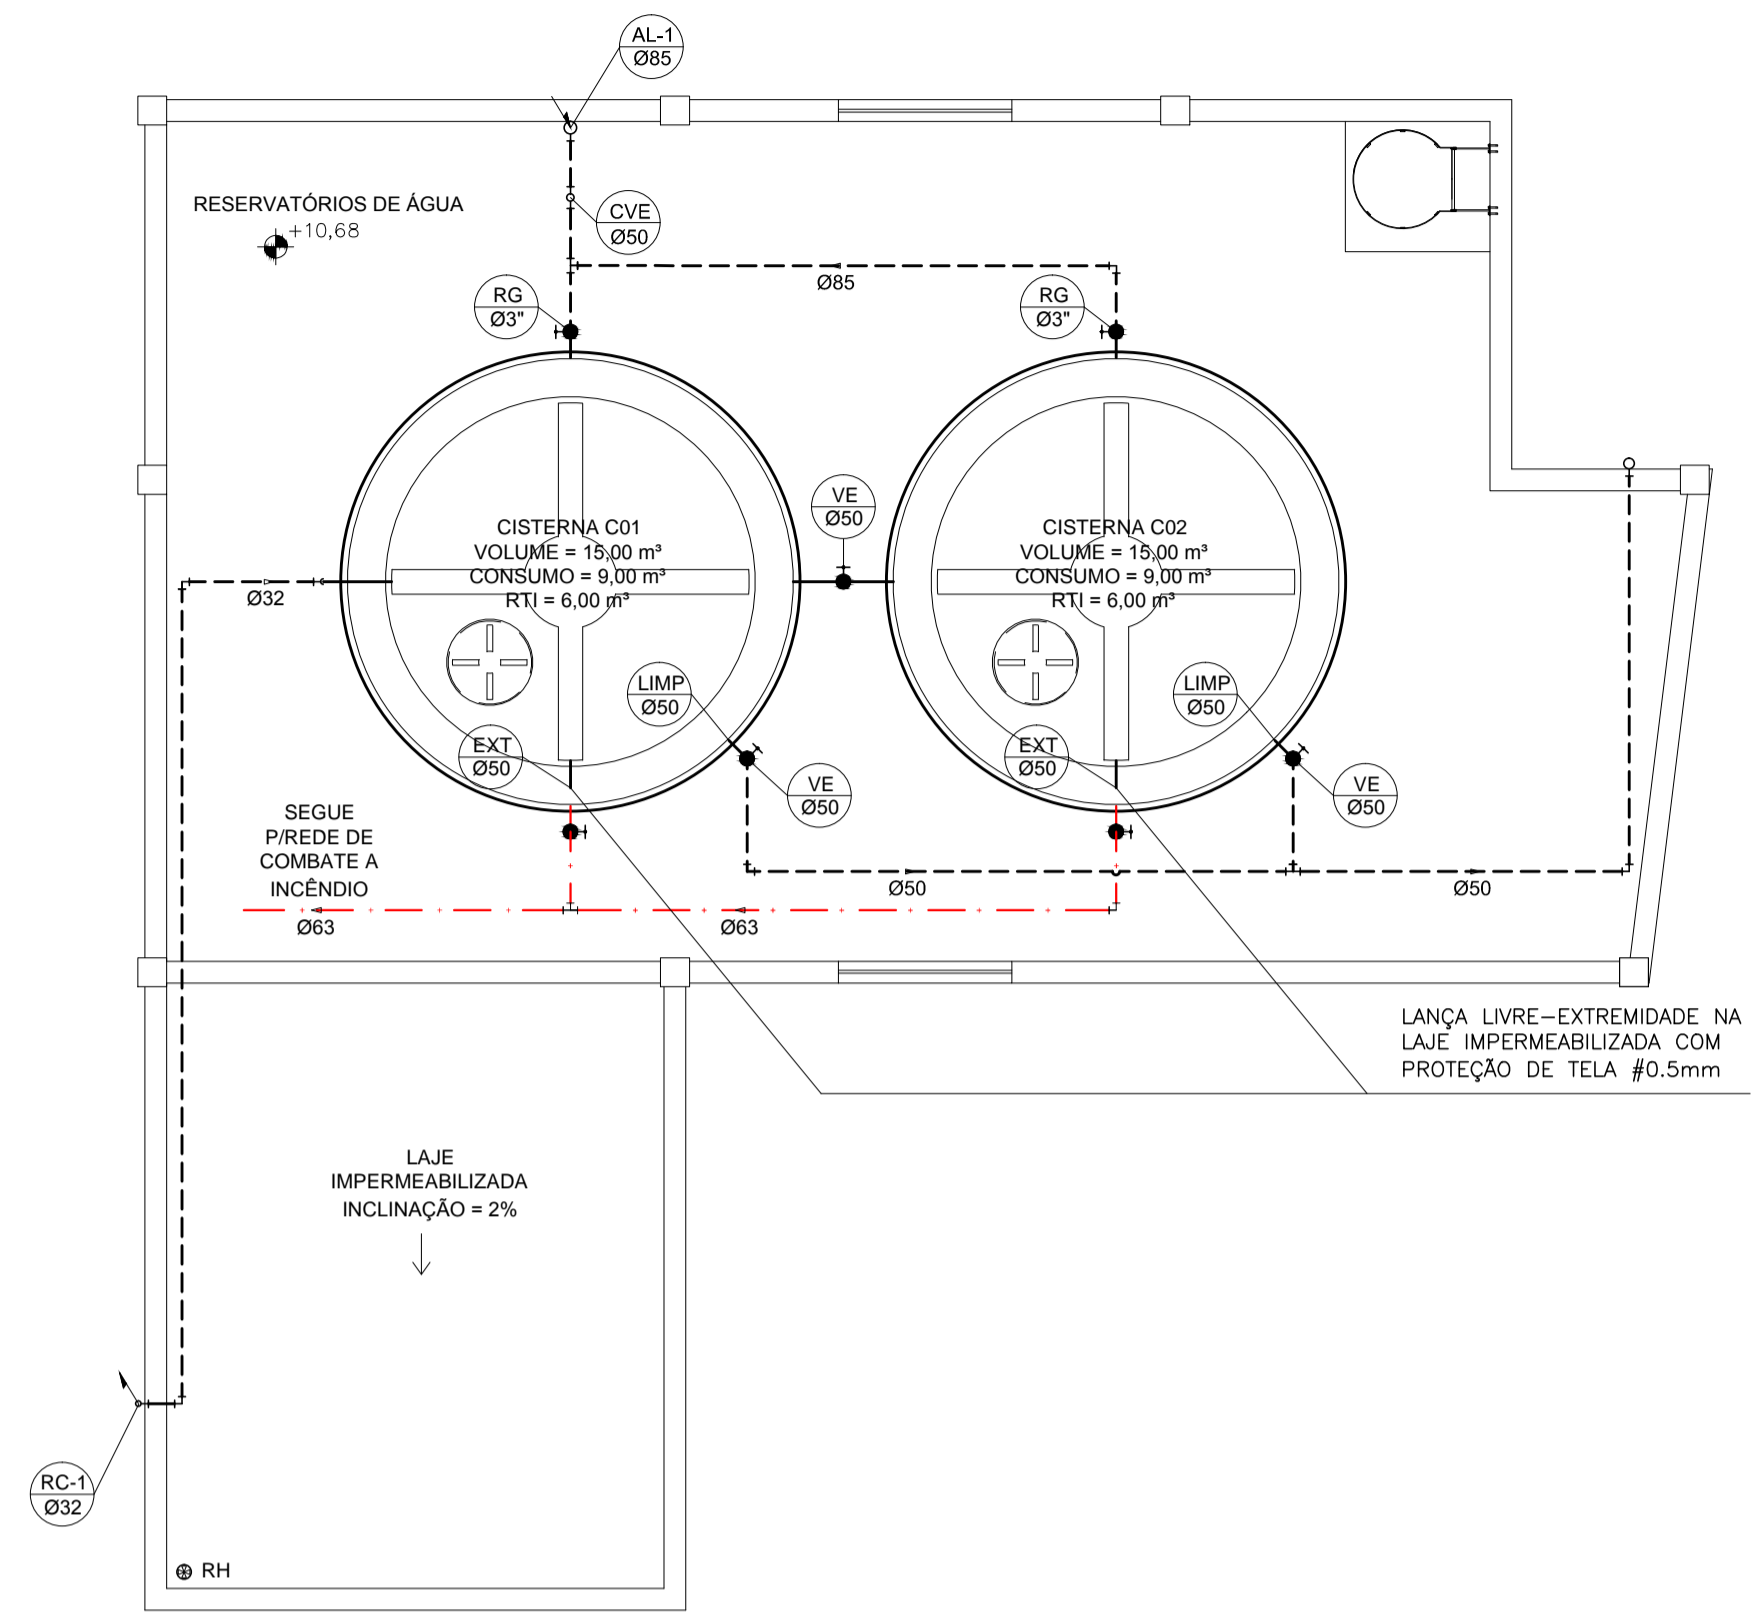 AL-1
Ø85
RESERVATÓRIOS DE ÁGUA
+10,68
CVE
Ø50
Ø85
RG
Ø3"
RG
Ø3"
VE
Ø50
CISTERNA C01
VOLUME = 15,00 m³
CONSUMO = 9,00 m³
RTI = 6,00 m³
CISTERNA C02
VOLUME = 15,00 m³
CONSUMO = 9,00 m³
RTI = 6,00 m³
Ø32
LIMP
Ø50
LIMP
Ø50
EXT
Ø50
EXT
Ø50
VE
Ø50
VE
Ø50
SEGUE
P/REDE DE
COMBATE A
INCÊNDIO
Ø50
Ø50
Ø63
Ø63
LANÇA LIVRE-EXTREMIDADE NA
LAJE IMPERMEABILIZADA COM
PROTEÇÃO DE TELA #0.5mm
LAJE
IMPERMEABILIZADA
INCLINAÇÃO = 2%
RC-1
Ø32
RH